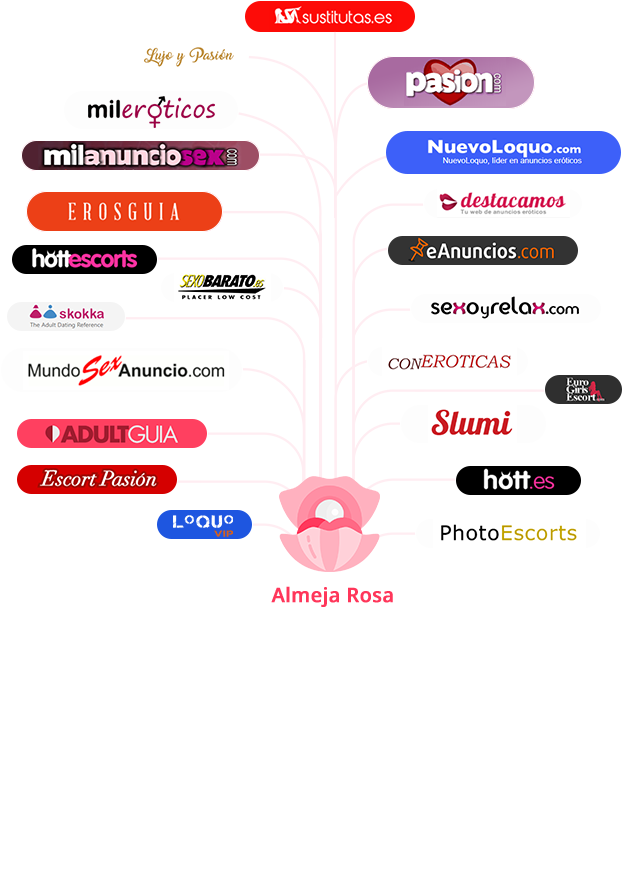 sustitutas.es
Lujo y Pasión
pasion.com
mileroticos
NuevoLoquo.com
NuevoLoquo, líder en anuncios eróticos
milanunciosex.com
destacamos
Tu web de anuncios eróticos
EROSGUIA
eAnuncios.com
hottescorts
SEXOBARATO.es
PLACER LOW COST
sexoyrelax.com
skokka
The Adult Dating Reference
CONEROTICAS
MundoSexAnuncio.com
Euro
Girls
Escort
Slumi
ADULTGUIA
Escort Pasión
hott.es
LOQUO
VIP
PhotoEscorts
Almeja Rosa